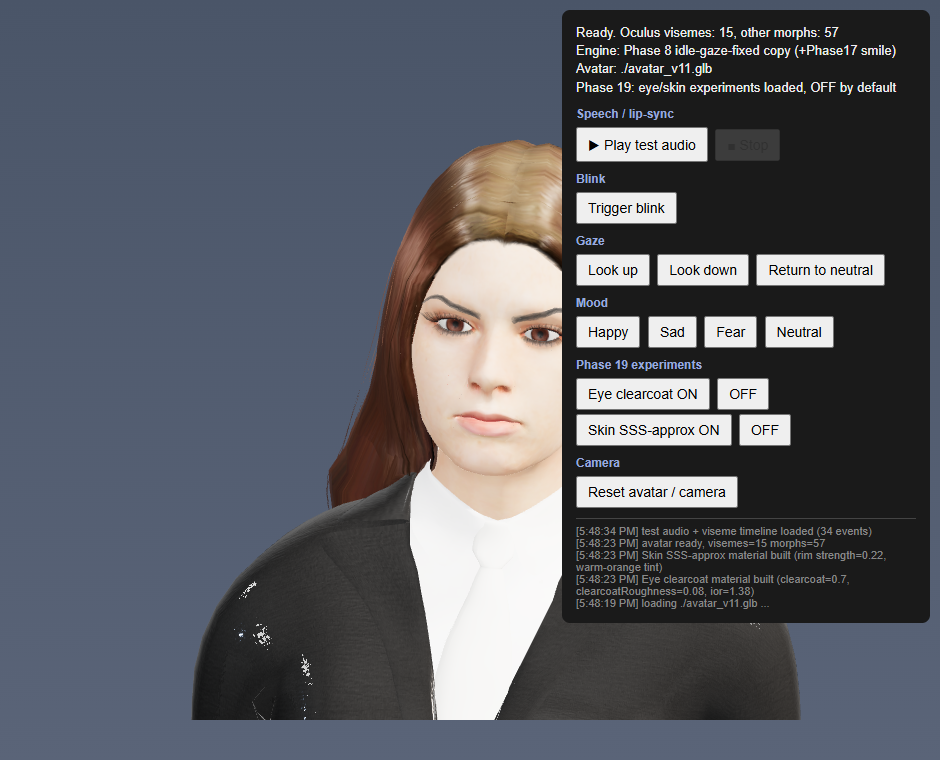 Ready. Oculus visemes: 15, other morphs: 57
Engine: Phase 8 idle-gaze-fixed copy (+Phase17 smile)
Avatar: ./avatar_v11.glb
Phase 19: eye/skin experiments loaded, OFF by default
Speech / lip-sync
▶ Play test audio ■ Stop
Blink
Trigger blink
Gaze
Look up Look down Return to neutral
Mood
Happy Sad Fear Neutral
Phase 19 experiments
Eye clearcoat ON OFF
Skin SSS-approx ON OFF
Camera
Reset avatar / camera
[5:48:34 PM] test audio + viseme timeline loaded (34 events)
[5:48:23 PM] avatar ready, visemes=15 morphs=57
[5:48:23 PM] Skin SSS-approx material built (rim strength=0.22,
warm-orange tint)
[5:48:23 PM] Eye clearcoat material built (clearcoat=0.7,
clearcoatRoughness=0.08, ior=1.38)
[5:48:19 PM] loading ./avatar_v11.glb ...